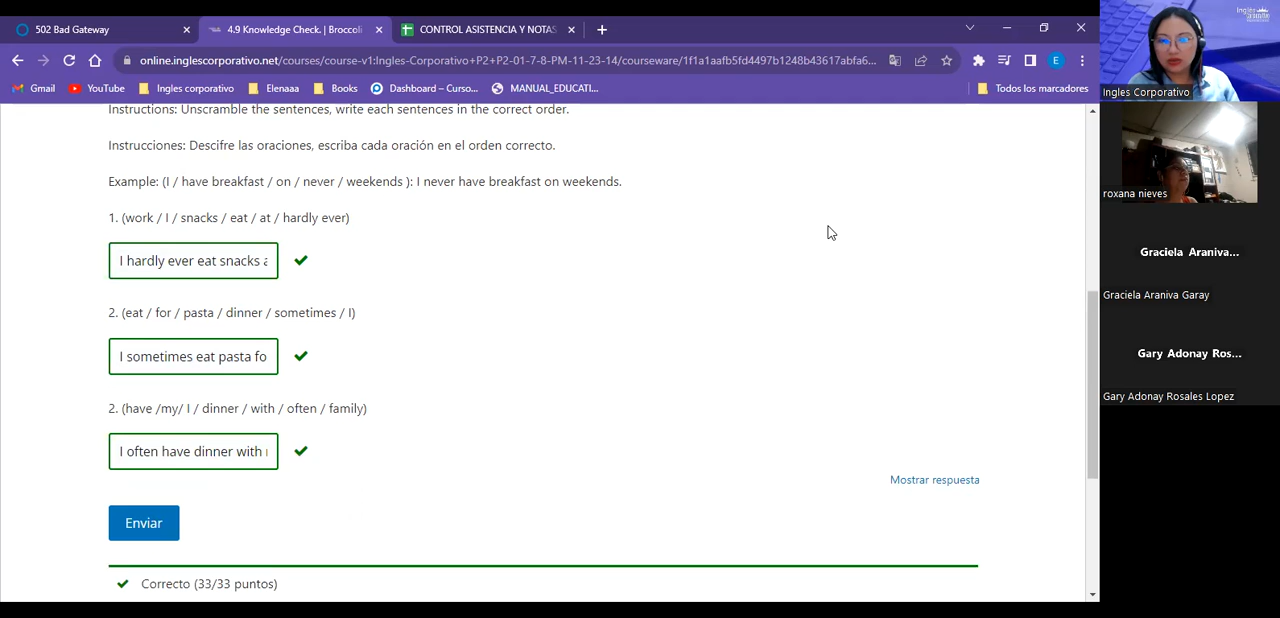 502 Bad Gateway
4.9 Knowledge Check. | Broccoli
CONTROL ASISTENCIA Y NOTAS
online.inglescorporativo.net/courses/course-v1:Ingles-Corporativo+P2+P2-01-7-8-PM-11-23-14/courseware/1f1a1aafb5fd4497b1248b43617abfa6...
E
Gmail
YouTube
Ingles corporativo
Elenaaa
Books
Dashboard – Curso...
MANUAL_EDUCATI...
Todos los marcadores
Instructions: Unscramble the sentences, write each sentences in the correct order.
Instrucciones: Descifre las oraciones, escriba cada oración en el orden correcto.
Example: (I / have breakfast / on / never / weekends ): I never have breakfast on weekends.
1. (work / I / snacks / eat / at / hardly ever)
I hardly ever eat snacks a
2. (eat / for / pasta / dinner / sometimes / I)
I sometimes eat pasta fo
2. (have /my/ I / dinner / with / often / family)
I often have dinner with
Mostrar respuesta
Enviar
Correcto (33/33 puntos)
Ingles Corporativo
roxana nieves
Graciela Araniva...
Graciela Araniva Garay
Gary Adonay Ros...
Gary Adonay Rosales Lopez